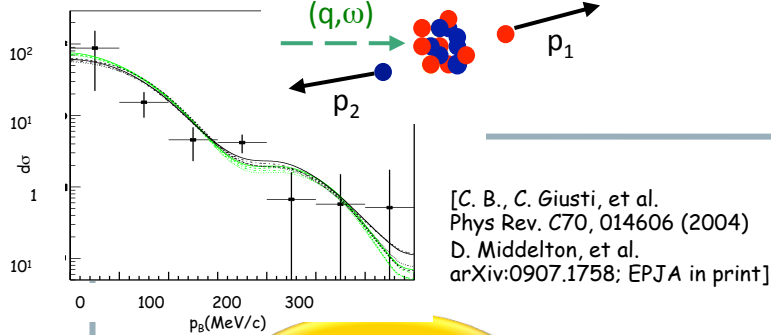 (q,ω)
p1
p2
10²
10¹
1
10¹
dσ
0 100 200 300
pB(MeV/c)
[C. B., C. Giusti, et al.
Phys Rev. C70, 014606 (2004)
D. Middelton, et al.
arXiv:0907.1758; EPJA in print]